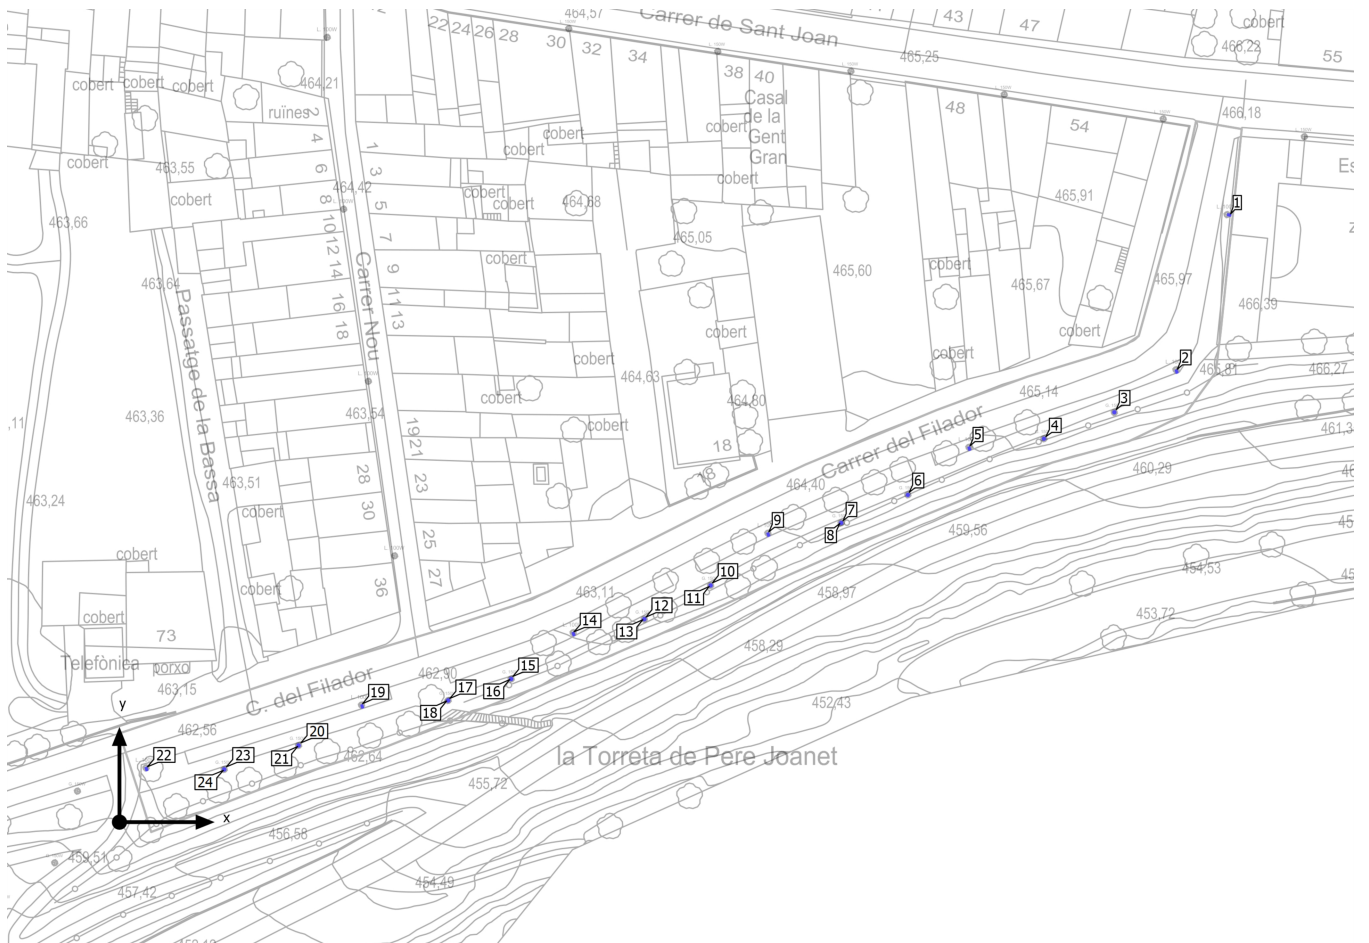 22 24 26 28
464,57
30
32
34
Carrer de Sant Joan
43
47
cobert
466,22
55
465,25
38 40
cobert
cobert
cobert
464,21
ruïnes
2
4
6
8
10
12
14
16
18
Casal
de la
Gent
Gran
48
54
466,18
cobert
cobert
cobert
cobert
463,55
cobert
464,42
1
3
5
7
9
11
13
cobert
cobert
464,68
cobert
465,91
463,66
465,05
1
cobert
465,60
cobert
465,67
465,97
463,64
466,39
Passatge de la Bassa
Carrer Nou
cobert
cobert
cobert
cobert
2
465,81
466,27
464,63
465,14
cobert
464,80
3
463,36
463,54
19
21
cobert
4
Carrer del Filador
5
18
18
461,3
460,29
28
23
463,51
464,40
6
463,24
30
cobert
7
8
9
459,56
25
cobert
454,53
27
36
cobert
463,11
10
11
458,97
453,72
cobert
12
13
73
14
458,29
Telefònica
porxo
462,90
15
16
463,15
C. del Filador
17
18
19
452,43
y
462,56
20
21
462,64
la Torreta de Pere Joanet
22
23
24
455,72
x
456,58
459,51
457,42
454,49